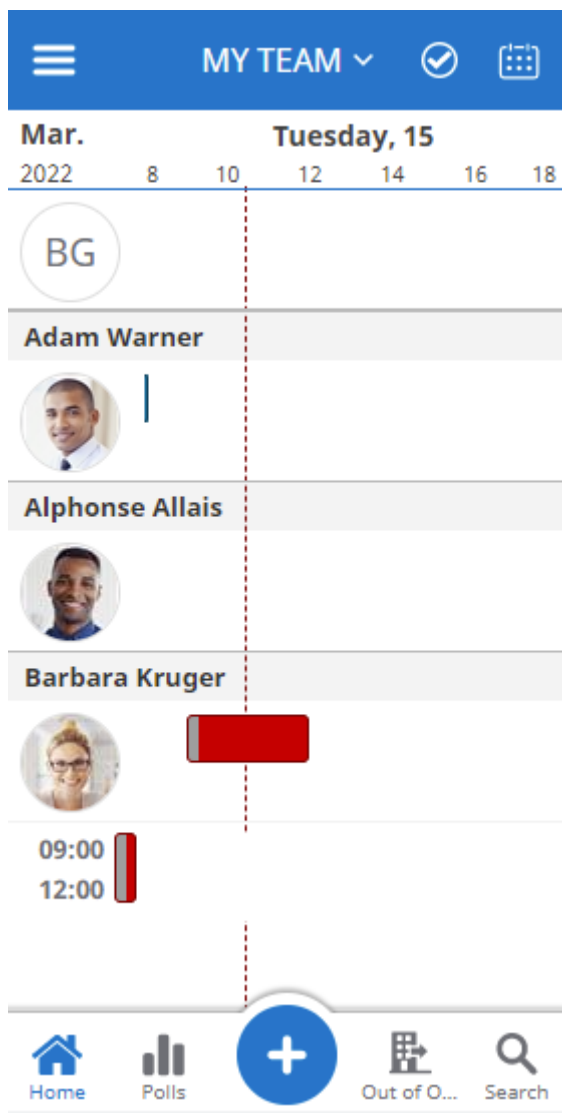 MY TEAM
Mar. Tuesday, 15
2022 8 10 12 14 16 18
BG
Adam Warner
Alphonse Allais
Barbara Kruger
09:00
12:00
Home Polls Out of O... Search